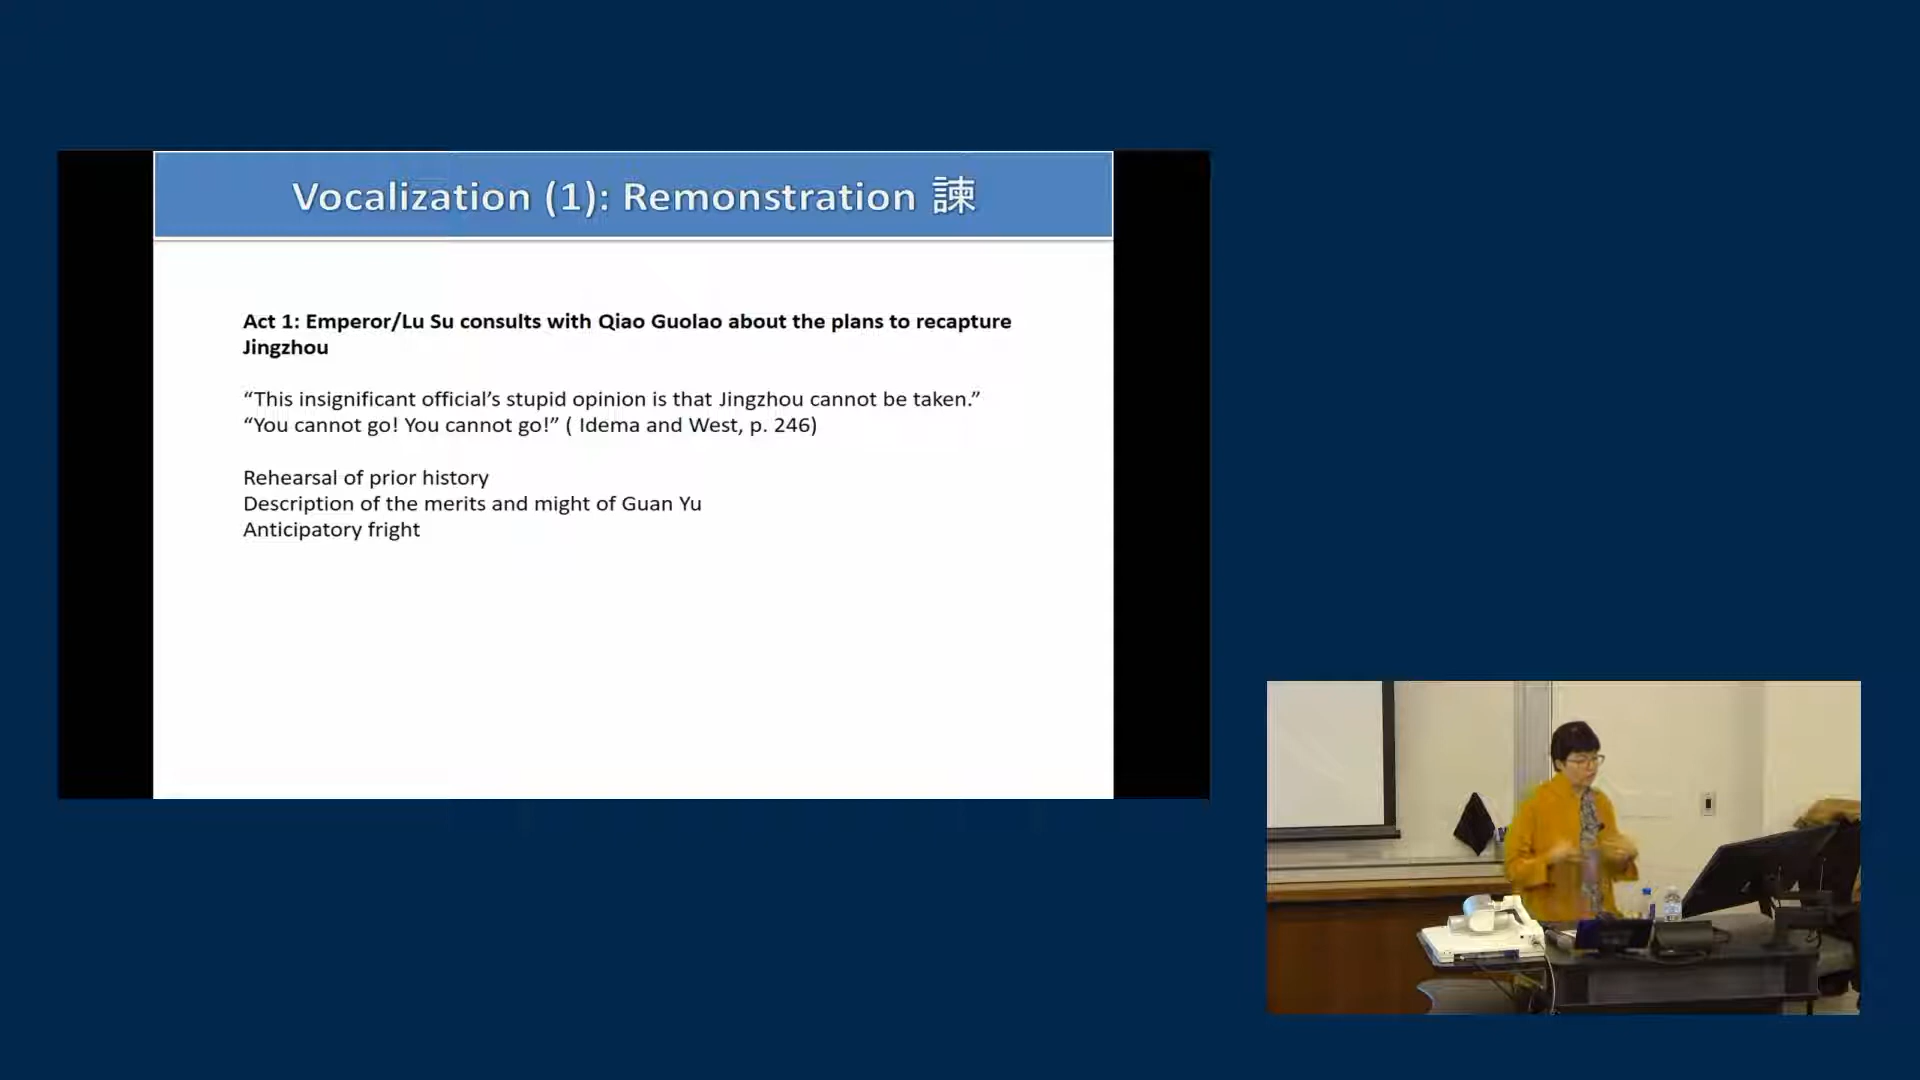 Vocalization (1): Remonstration 諫
Act 1: Emperor/Lu Su consults with Qiao Guolao about the plans to recapture
Jingzhou
“This insignificant official’s stupid opinion is that Jingzhou cannot be taken.”
“You cannot go! You cannot go!” ( Idema and West, p. 246)
Rehearsal of prior history
Description of the merits and might of Guan Yu
Anticipatory fright